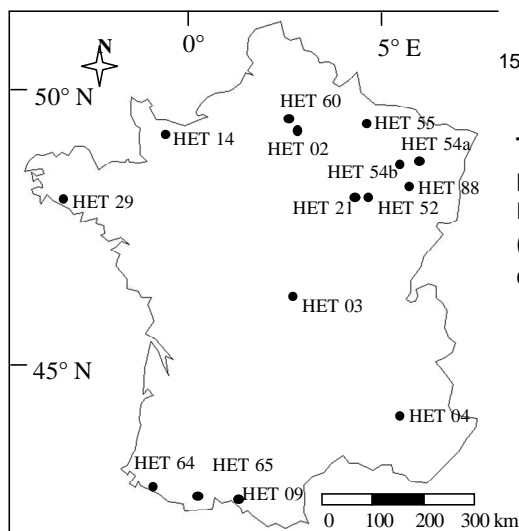 0° 5° E
15
N
50° N
HET 60
HET 55
HET 14
HET 02
HET 54a
HET 54b
HET 88
HET 29
HET 21 HET 52
HET 03
45° N
HET 04
HET 64 HET 65
HET 09
0 100 200 300
km